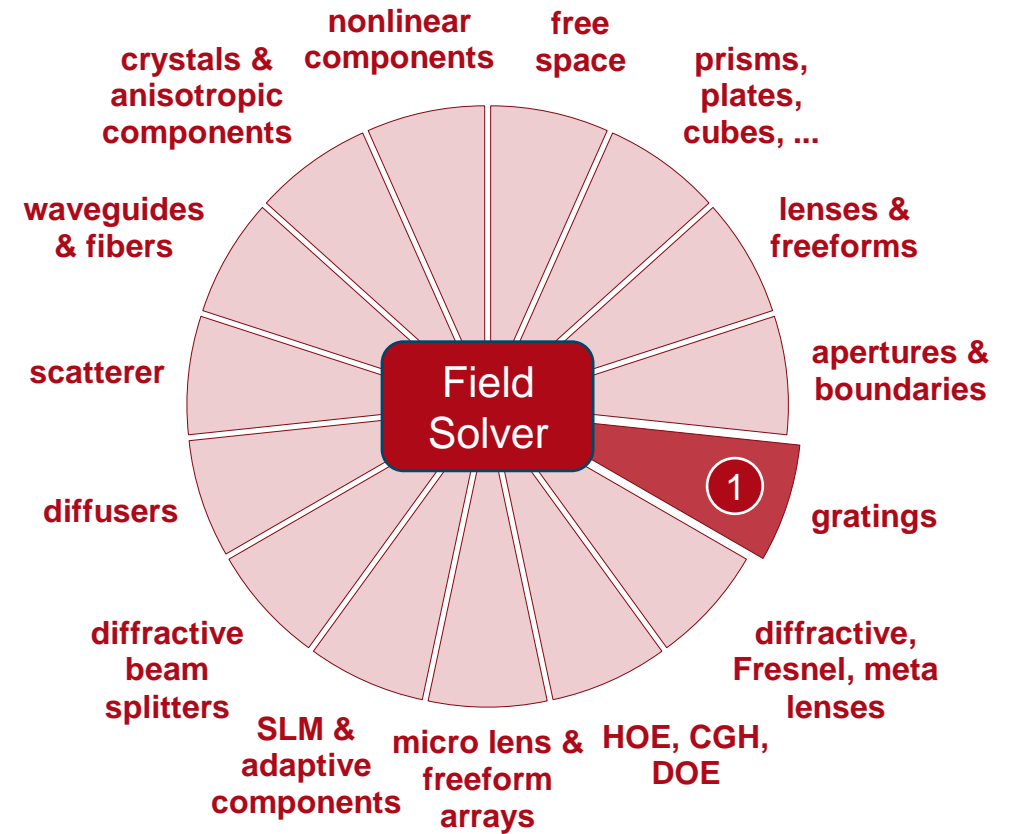 nonlinear
components
free
space
prisms,
plates,
cubes, ...
lenses &
freeforms
apertures &
boundaries
gratings
diffractive,
Fresnel, meta
lenses
HOE, CGH,
DOE
micro lens &
freeform
arrays
SLM &
adaptive
components
diffractive
beam
splitters
diffusers
scatterer
waveguides
& fibers
crystals &
anisotropic
components
Field
Solver
1